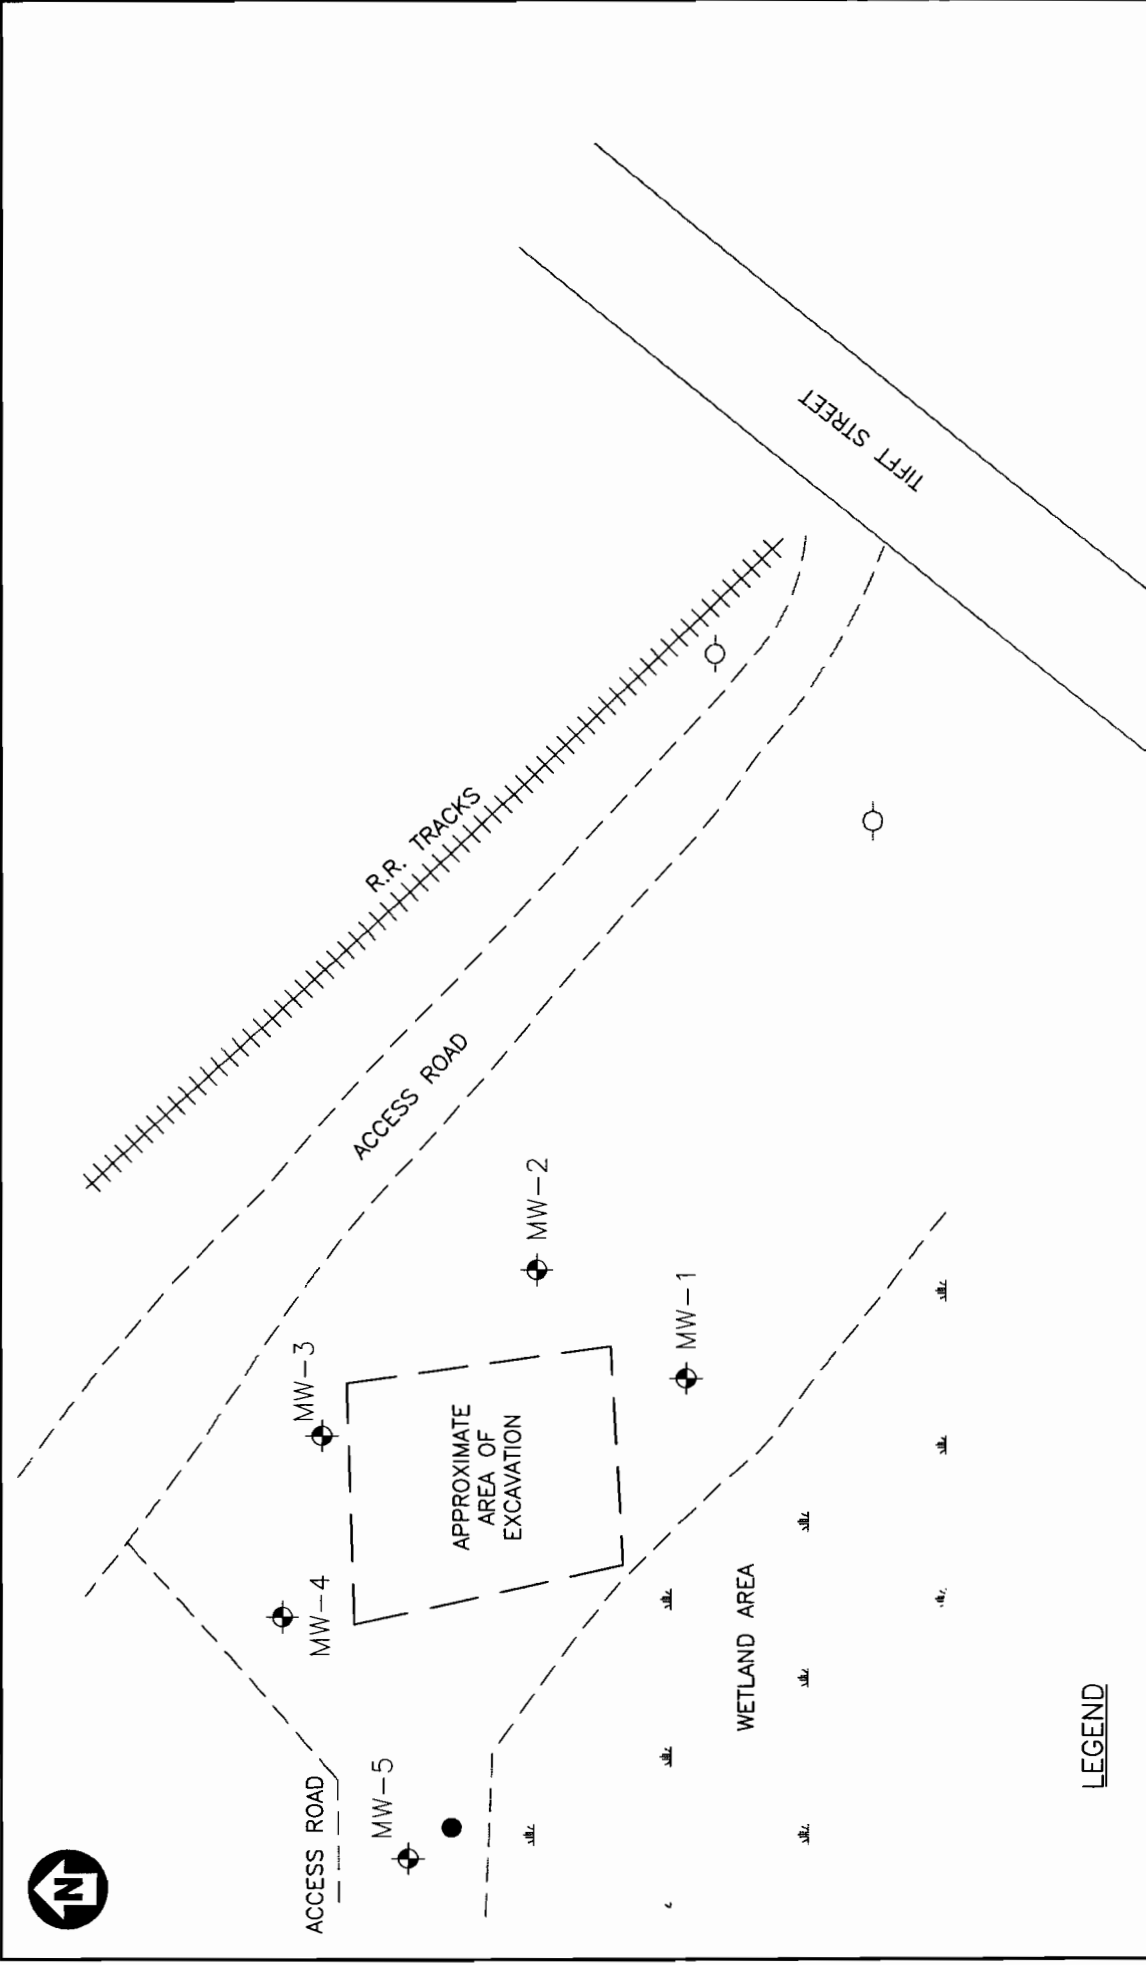 N
ACCESS ROAD
MW-5
MW-4
MW-3
APPROXIMATE
AREA OF
EXCAVATION
MW-2
MW-1
ACCESS ROAD
R.R. TRACKS
TIFFT STREET
WETLAND AREA
LEGEND